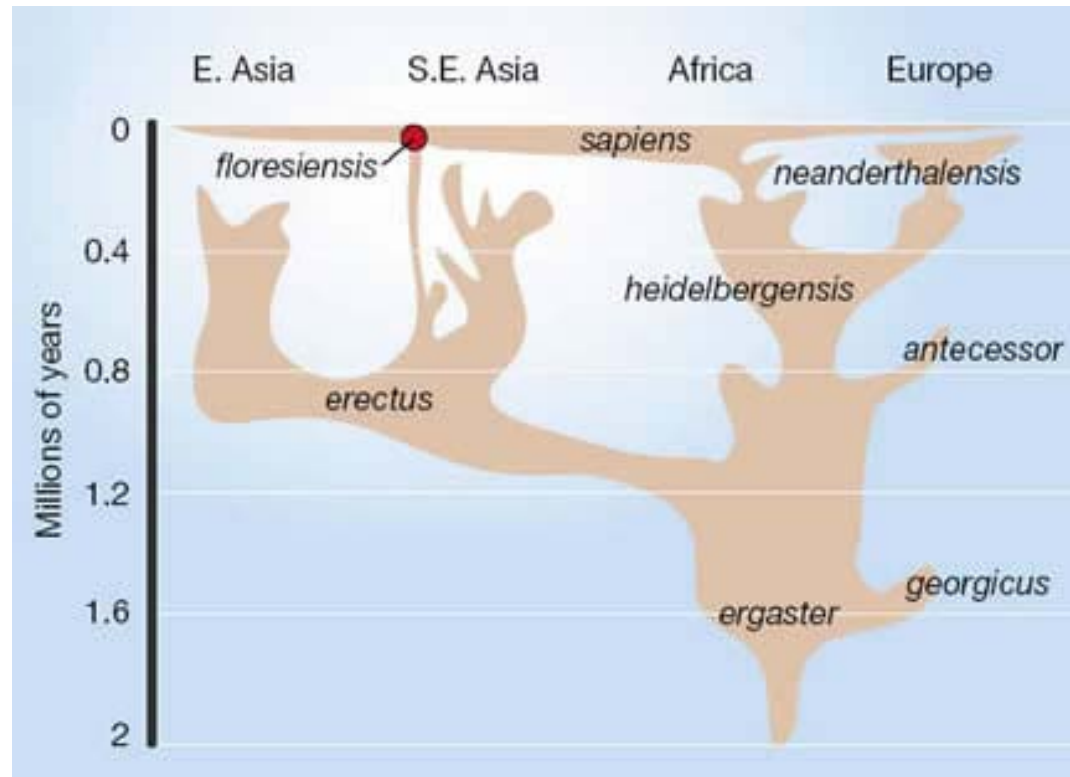 E. Asia S.E. Asia Africa Europe
0
sapiens
floresiensis
neanderthalensis
0.4
heidelbergensis
antecessor
0.8
erectus
Millions of years
1.2
georgicus
1.6
ergaster
2